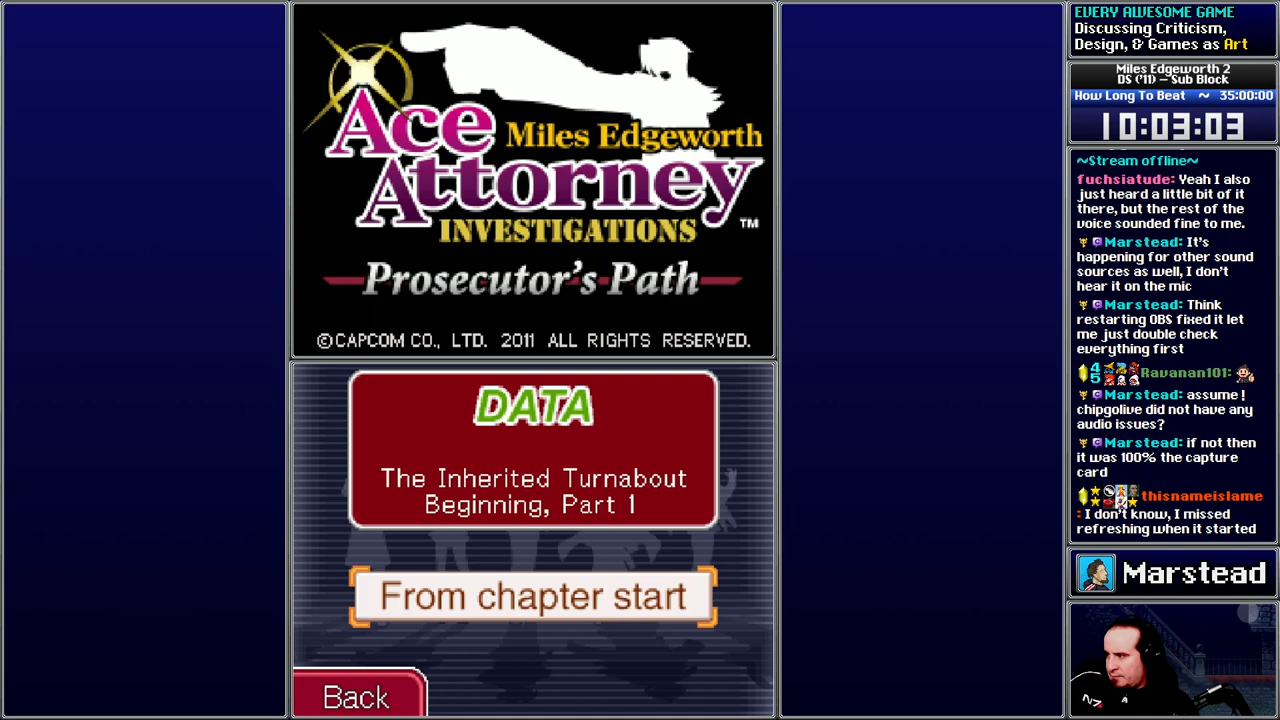 Ace
Miles Edgeworth
Attorney
TM
INVESTIGATIONS
Prosecutor's Path
©CAPCOM CO., LTD. 2011 ALL RIGHTS RESERVED.
DATA
The Inherited Turnabout
Beginning, Part 1
From chapter start
Back
EVERY AWESOME GAME
Discussing Criticism,
Design, & Games as Art
Miles Edgeworth 2
DS ('11) – Sub Block
How Long To Beat ~ 35:00:00
10:03:03
~Stream offline~
fuchsiatude: Yeah I also
just heard a little bit of it
there, but the rest of the
voice sounded fine to me.
Marstead: It's
happening for other sound
sources as well, I don't
hear it on the mic
Marstead: Think
restarting OBS fixed it let
me just double check
everything first
Ravanan101:
Marstead: assume !
chipgolive did not have any
audio issues?
Marstead: if not then
it was 100% the capture
card
thisnameislame
: I don't know, I missed
refreshing when it started
Marstead